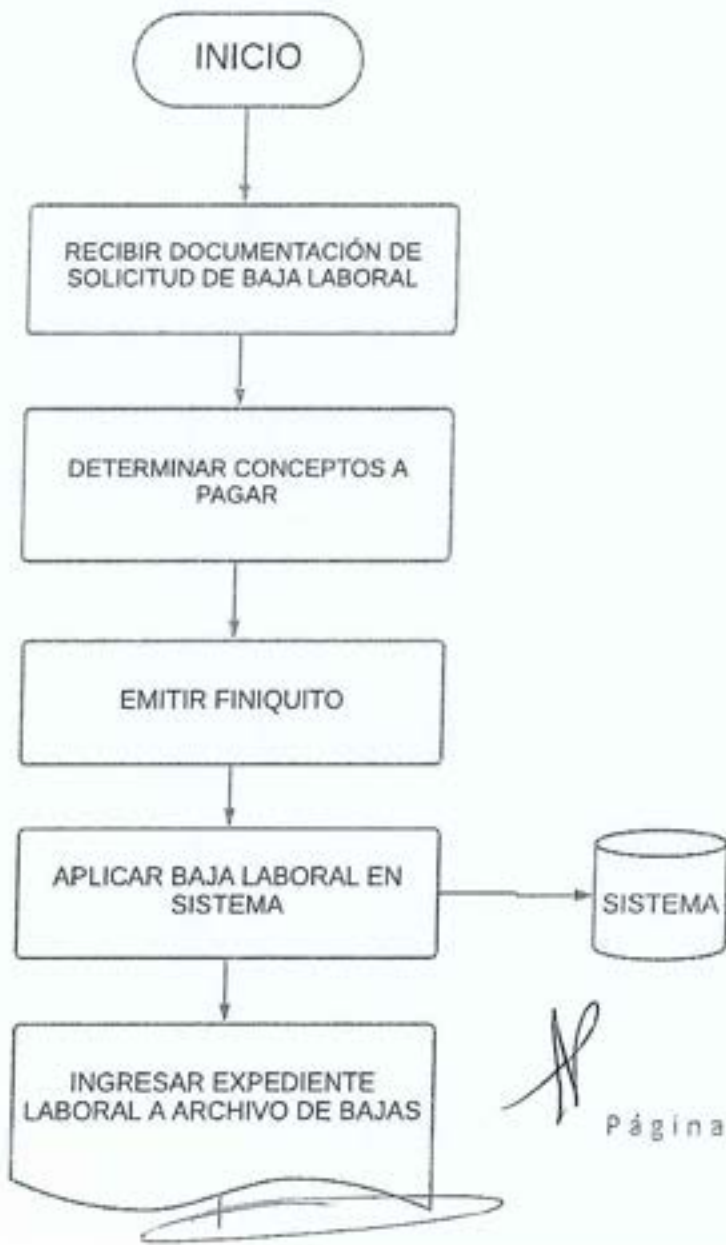 INICIO
RECIBIR DOCUMENTACIÓN DE
SOLICITUD DE BAJA LABORAL
DETERMINAR CONCEPTOS A
PAGAR
EMITIR FINIQUITO
APLICAR BAJA LABORAL EN
SISTEMA
SISTEMA
INGRESAR EXPEDIENTE
LABORAL A ARCHIVO DE BAJAS
Página